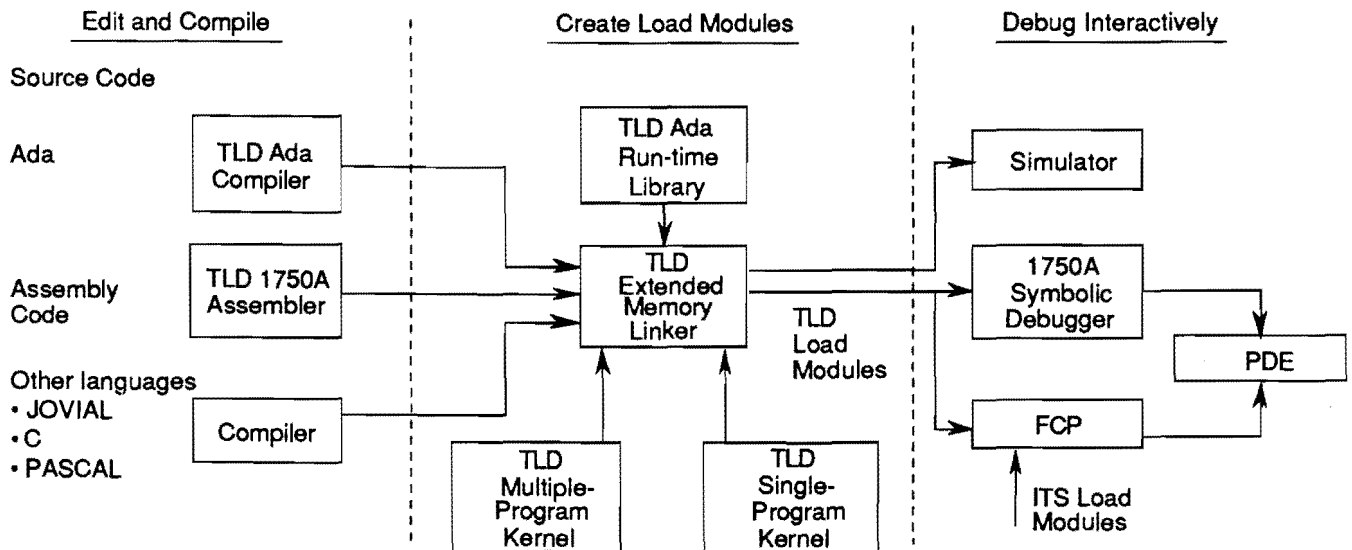 Edit and Compile
Create Load Modules
Debug Interactively
Source Code
Ada
TLD Ada
Compiler
TLD Ada
Run-time
Library
Simulator
Assembly
Code
TLD 1750A
Assembler
TLD
Extended
Memory
Linker
TLD
Load
Modules
1750A
Symbolic
Debugger
PDE
Other languages
• JOVIAL
• C
• PASCAL
Compiler
TLD
Multiple-
Program
Kernel
TLD
Single-
Program
Kernel
FCP
ITS Load
Modules